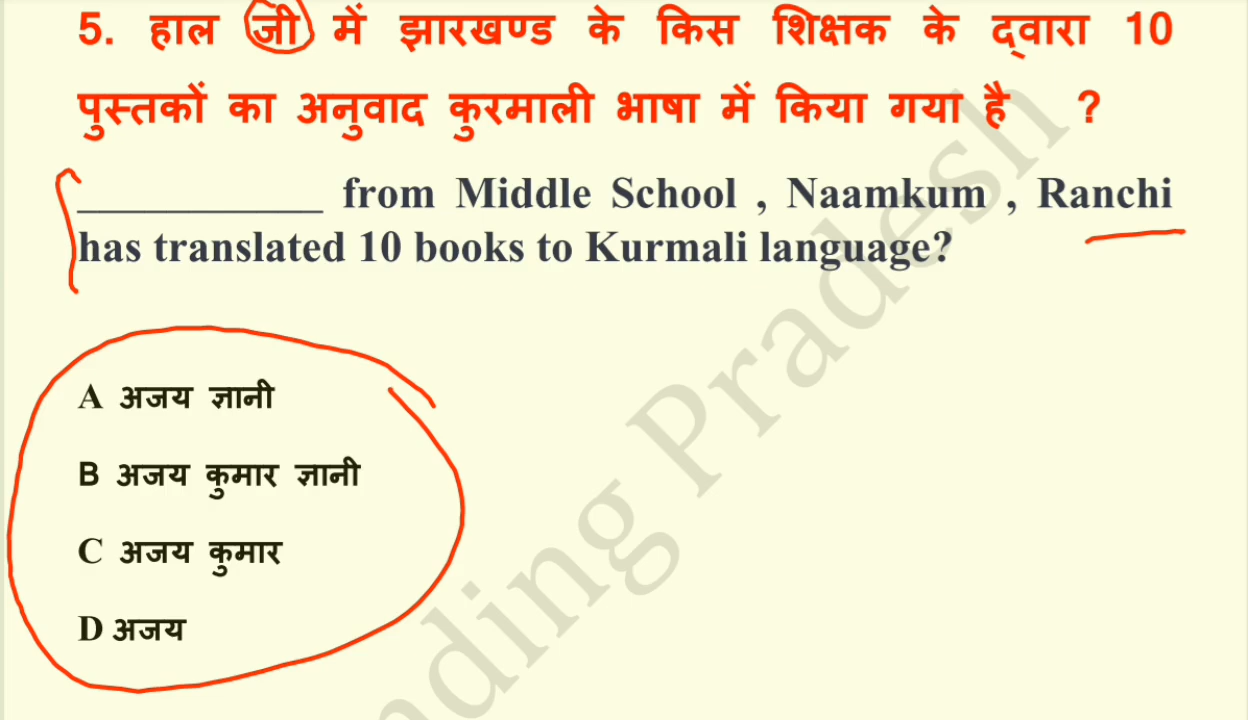 5. हाल जी में झारखण्ड के किस शिक्षक के द्वारा 10
पुस्तकों का अनुवाद कुरमाली भाषा में किया गया है ?
____________ from Middle School , Naamkum , Ranchi
has translated 10 books to Kurmali language?
A अजय ज्ञानी
B अजय कुमार ज्ञानी
C अजय कुमार
D अजय
ding Pradesh